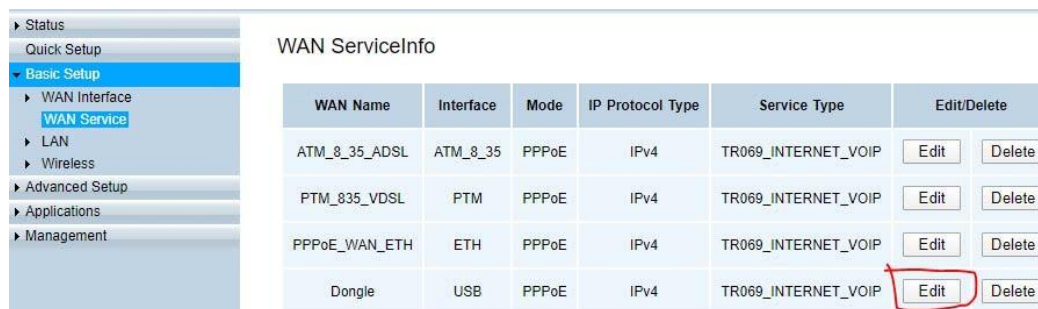 Status
Quick Setup
Basic Setup
WAN Interface
WAN Service
LAN
Wireless
Advanced Setup
Applications
Management
WAN ServiceInfo
WAN Name Interface Mode IP Protocol Type Service Type Edit/Delete
ATM_8_35_ADSL ATM_8_35 PPPoE IPv4 TR069_INTERNET_VOIP Edit Delete
PTM_835_VDSL PTM PPPoE IPv4 TR069_INTERNET_VOIP Edit Delete
PPPoE_WAN_ETH ETH PPPoE IPv4 TR069_INTERNET_VOIP Edit Delete
Dongle USB PPPoE IPv4 TR069_INTERNET_VOIP Edit Delete